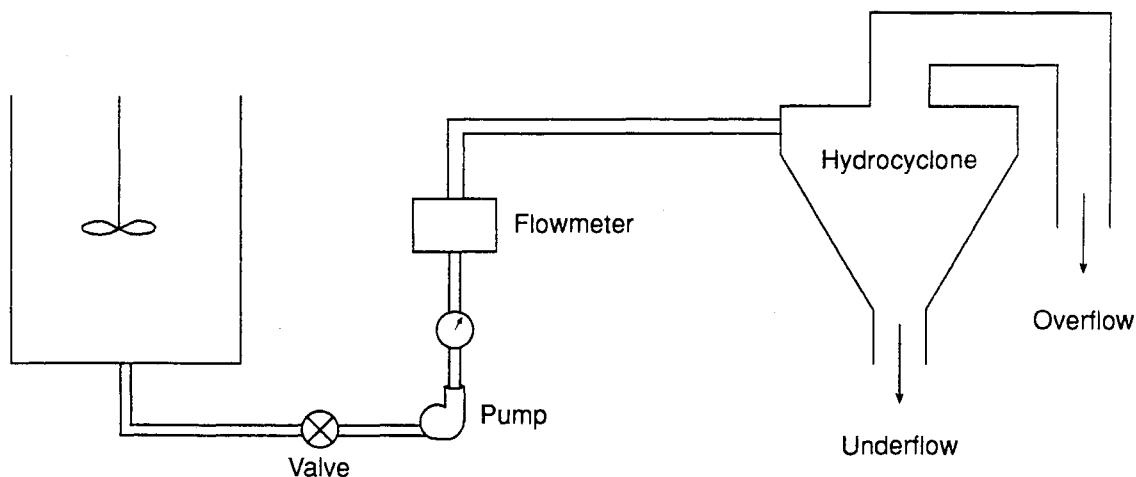 Hydrocyclone
Flowmeter
Overflow
Pump
Underflow
Valve